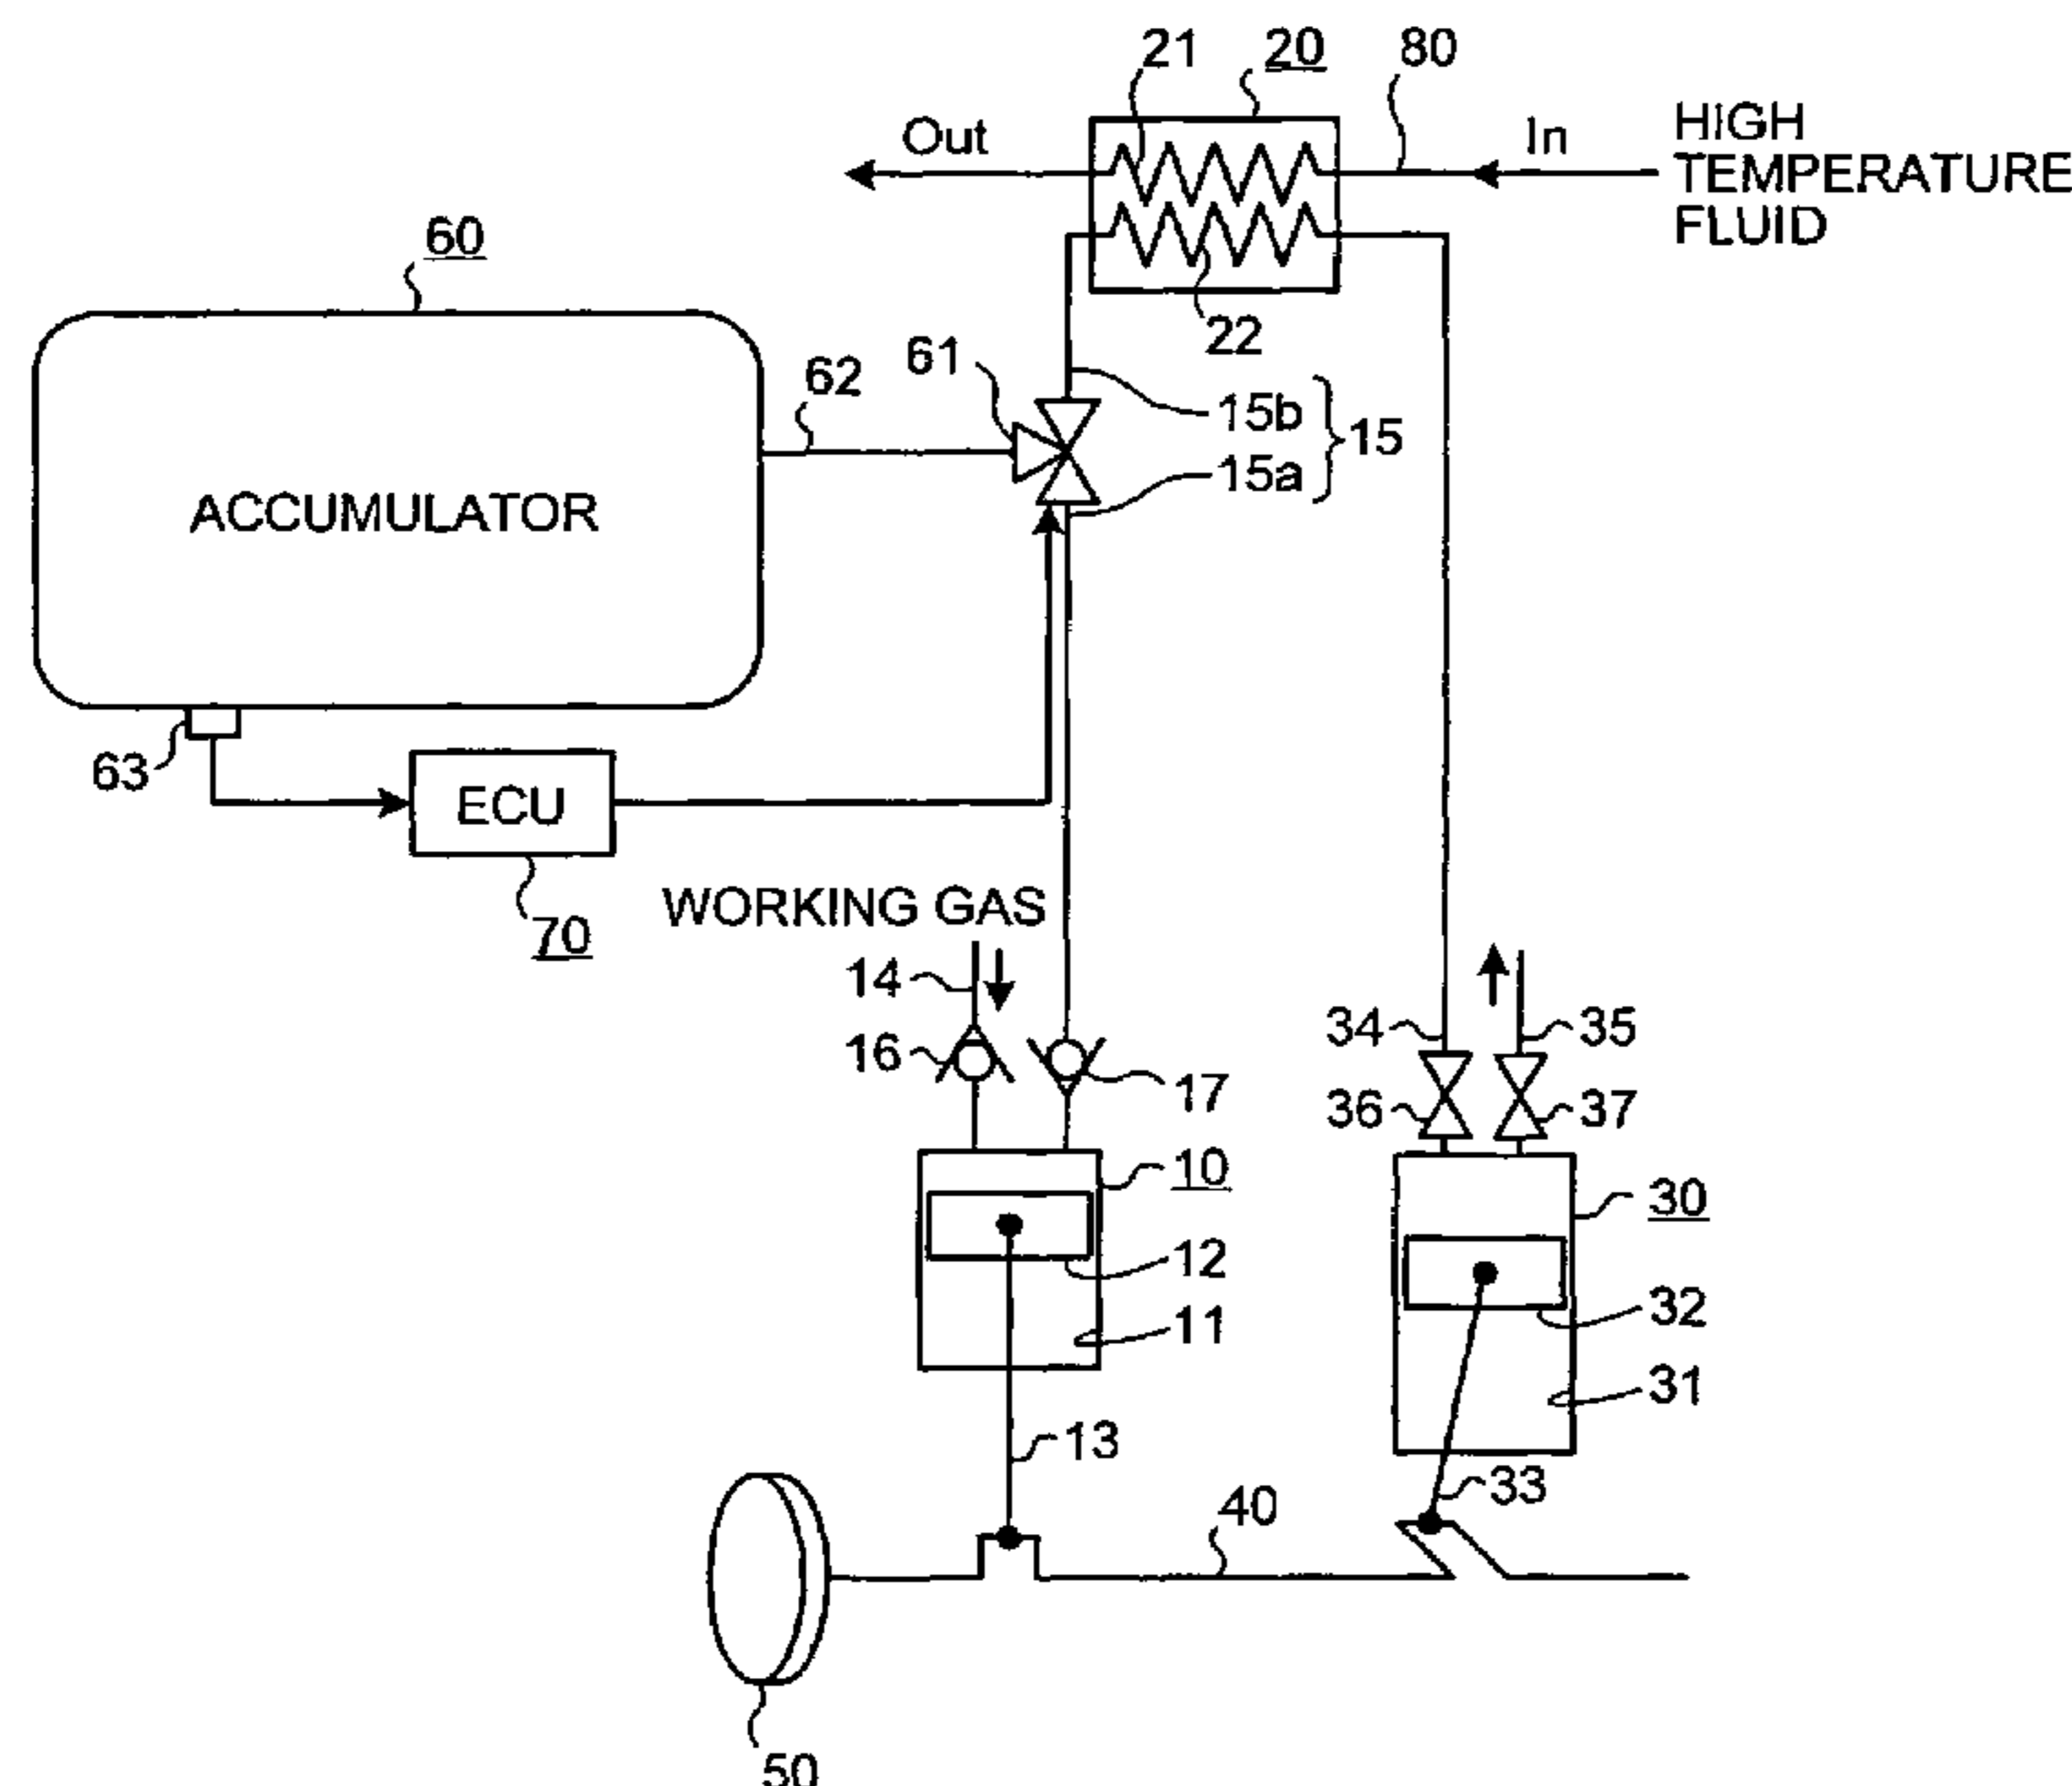 21 20 80
Out In HIGH
TEMPERATURE
FLUID
60
22
61
62
15b
15
15a
ACCUMULATOR
63
ECU
70
WORKING GAS
14
34 35
16
17
36 37
10
30
12
32
11
31
13
33
40
50